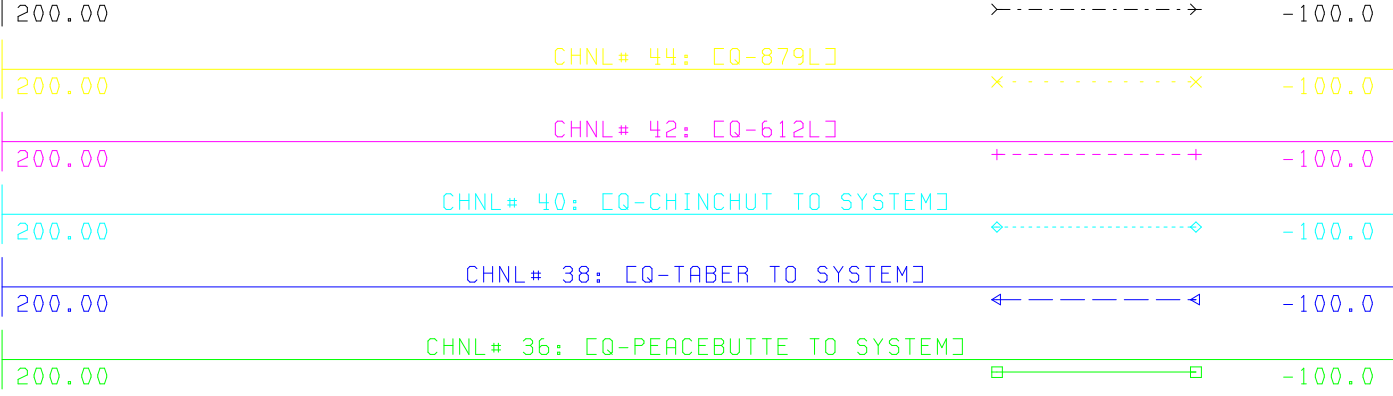 200.00 -100.0
CHNL# 44: [Q-879L]
200.00 -100.0
CHNL# 42: [Q-612L]
200.00 -100.0
CHNL# 40: [Q-CHINCHUT TO SYSTEM]
200.00 -100.0
CHNL# 38: [Q-TABER TO SYSTEM]
200.00 -100.0
CHNL# 36: [Q-PEACEBUTTE TO SYSTEM]
200.00 -100.0